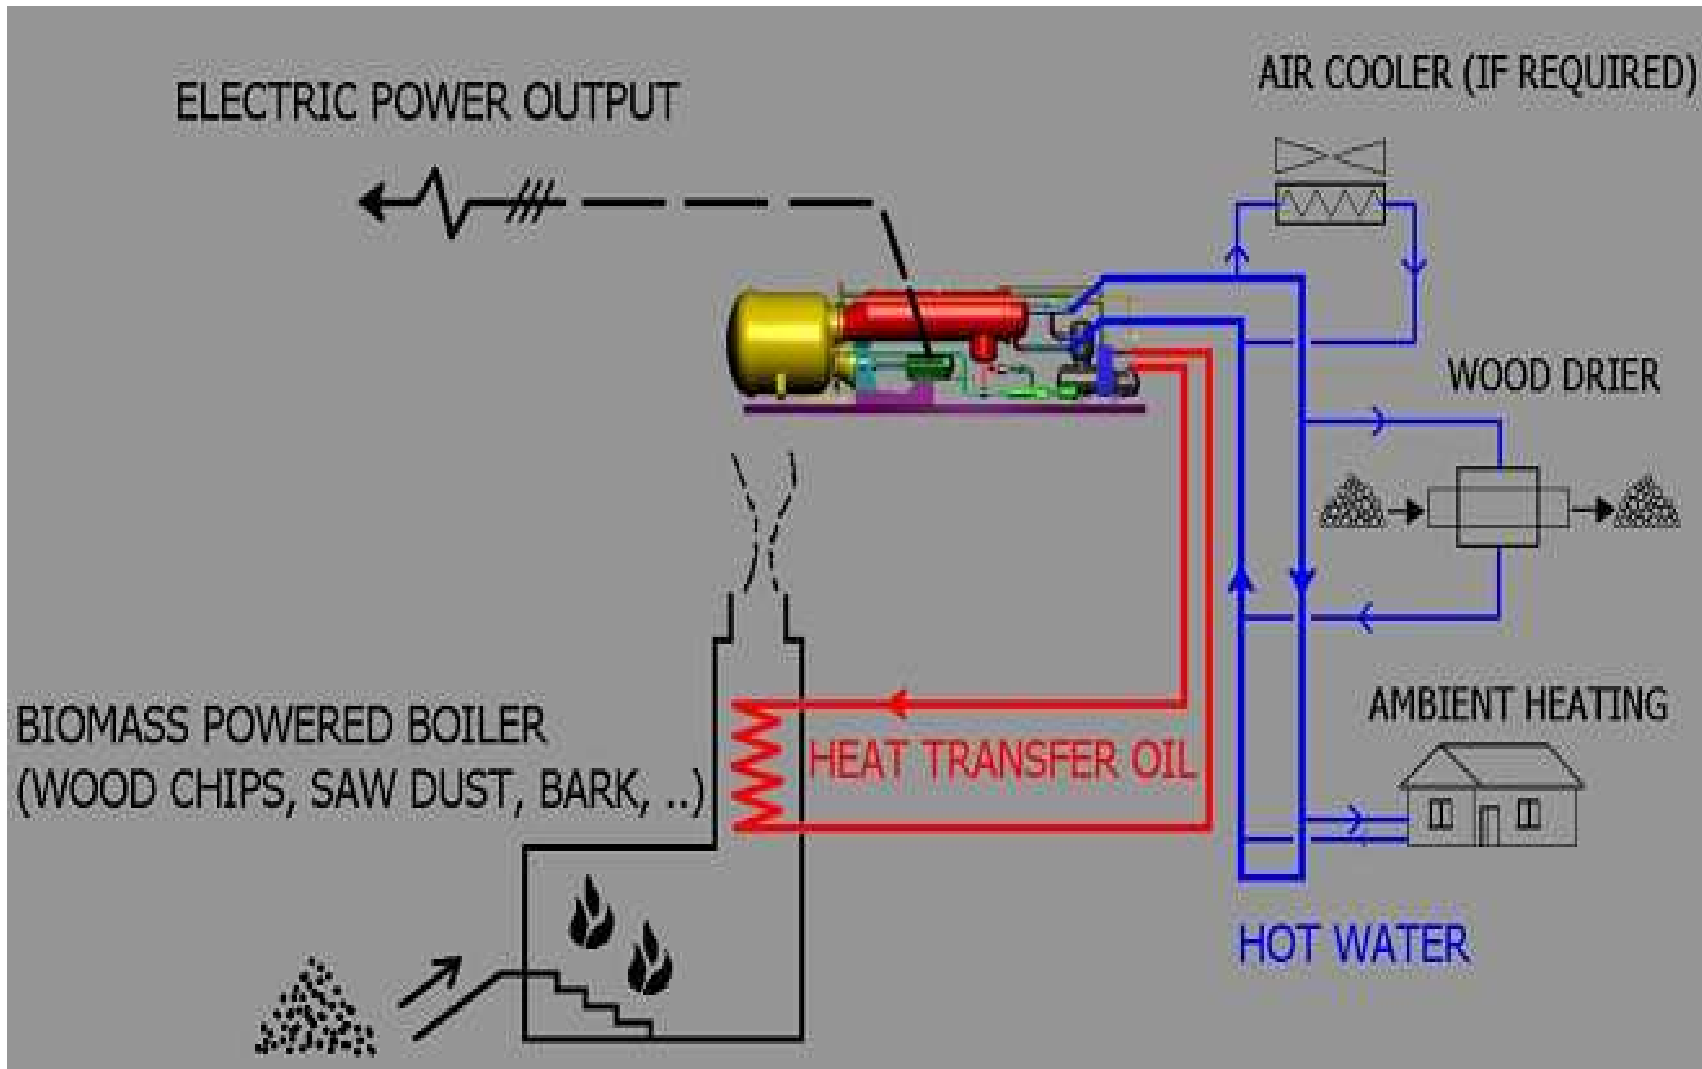 ELECTRIC POWER OUTPUT
AIR COOLER (IF REQUIRED)
WOOD DRIER
BIOMASS POWERED BOILER
(WOOD CHIPS, SAW DUST, BARK, ..)
HEAT TRANSFER OIL
AMBIENT HEATING
HOT WATER